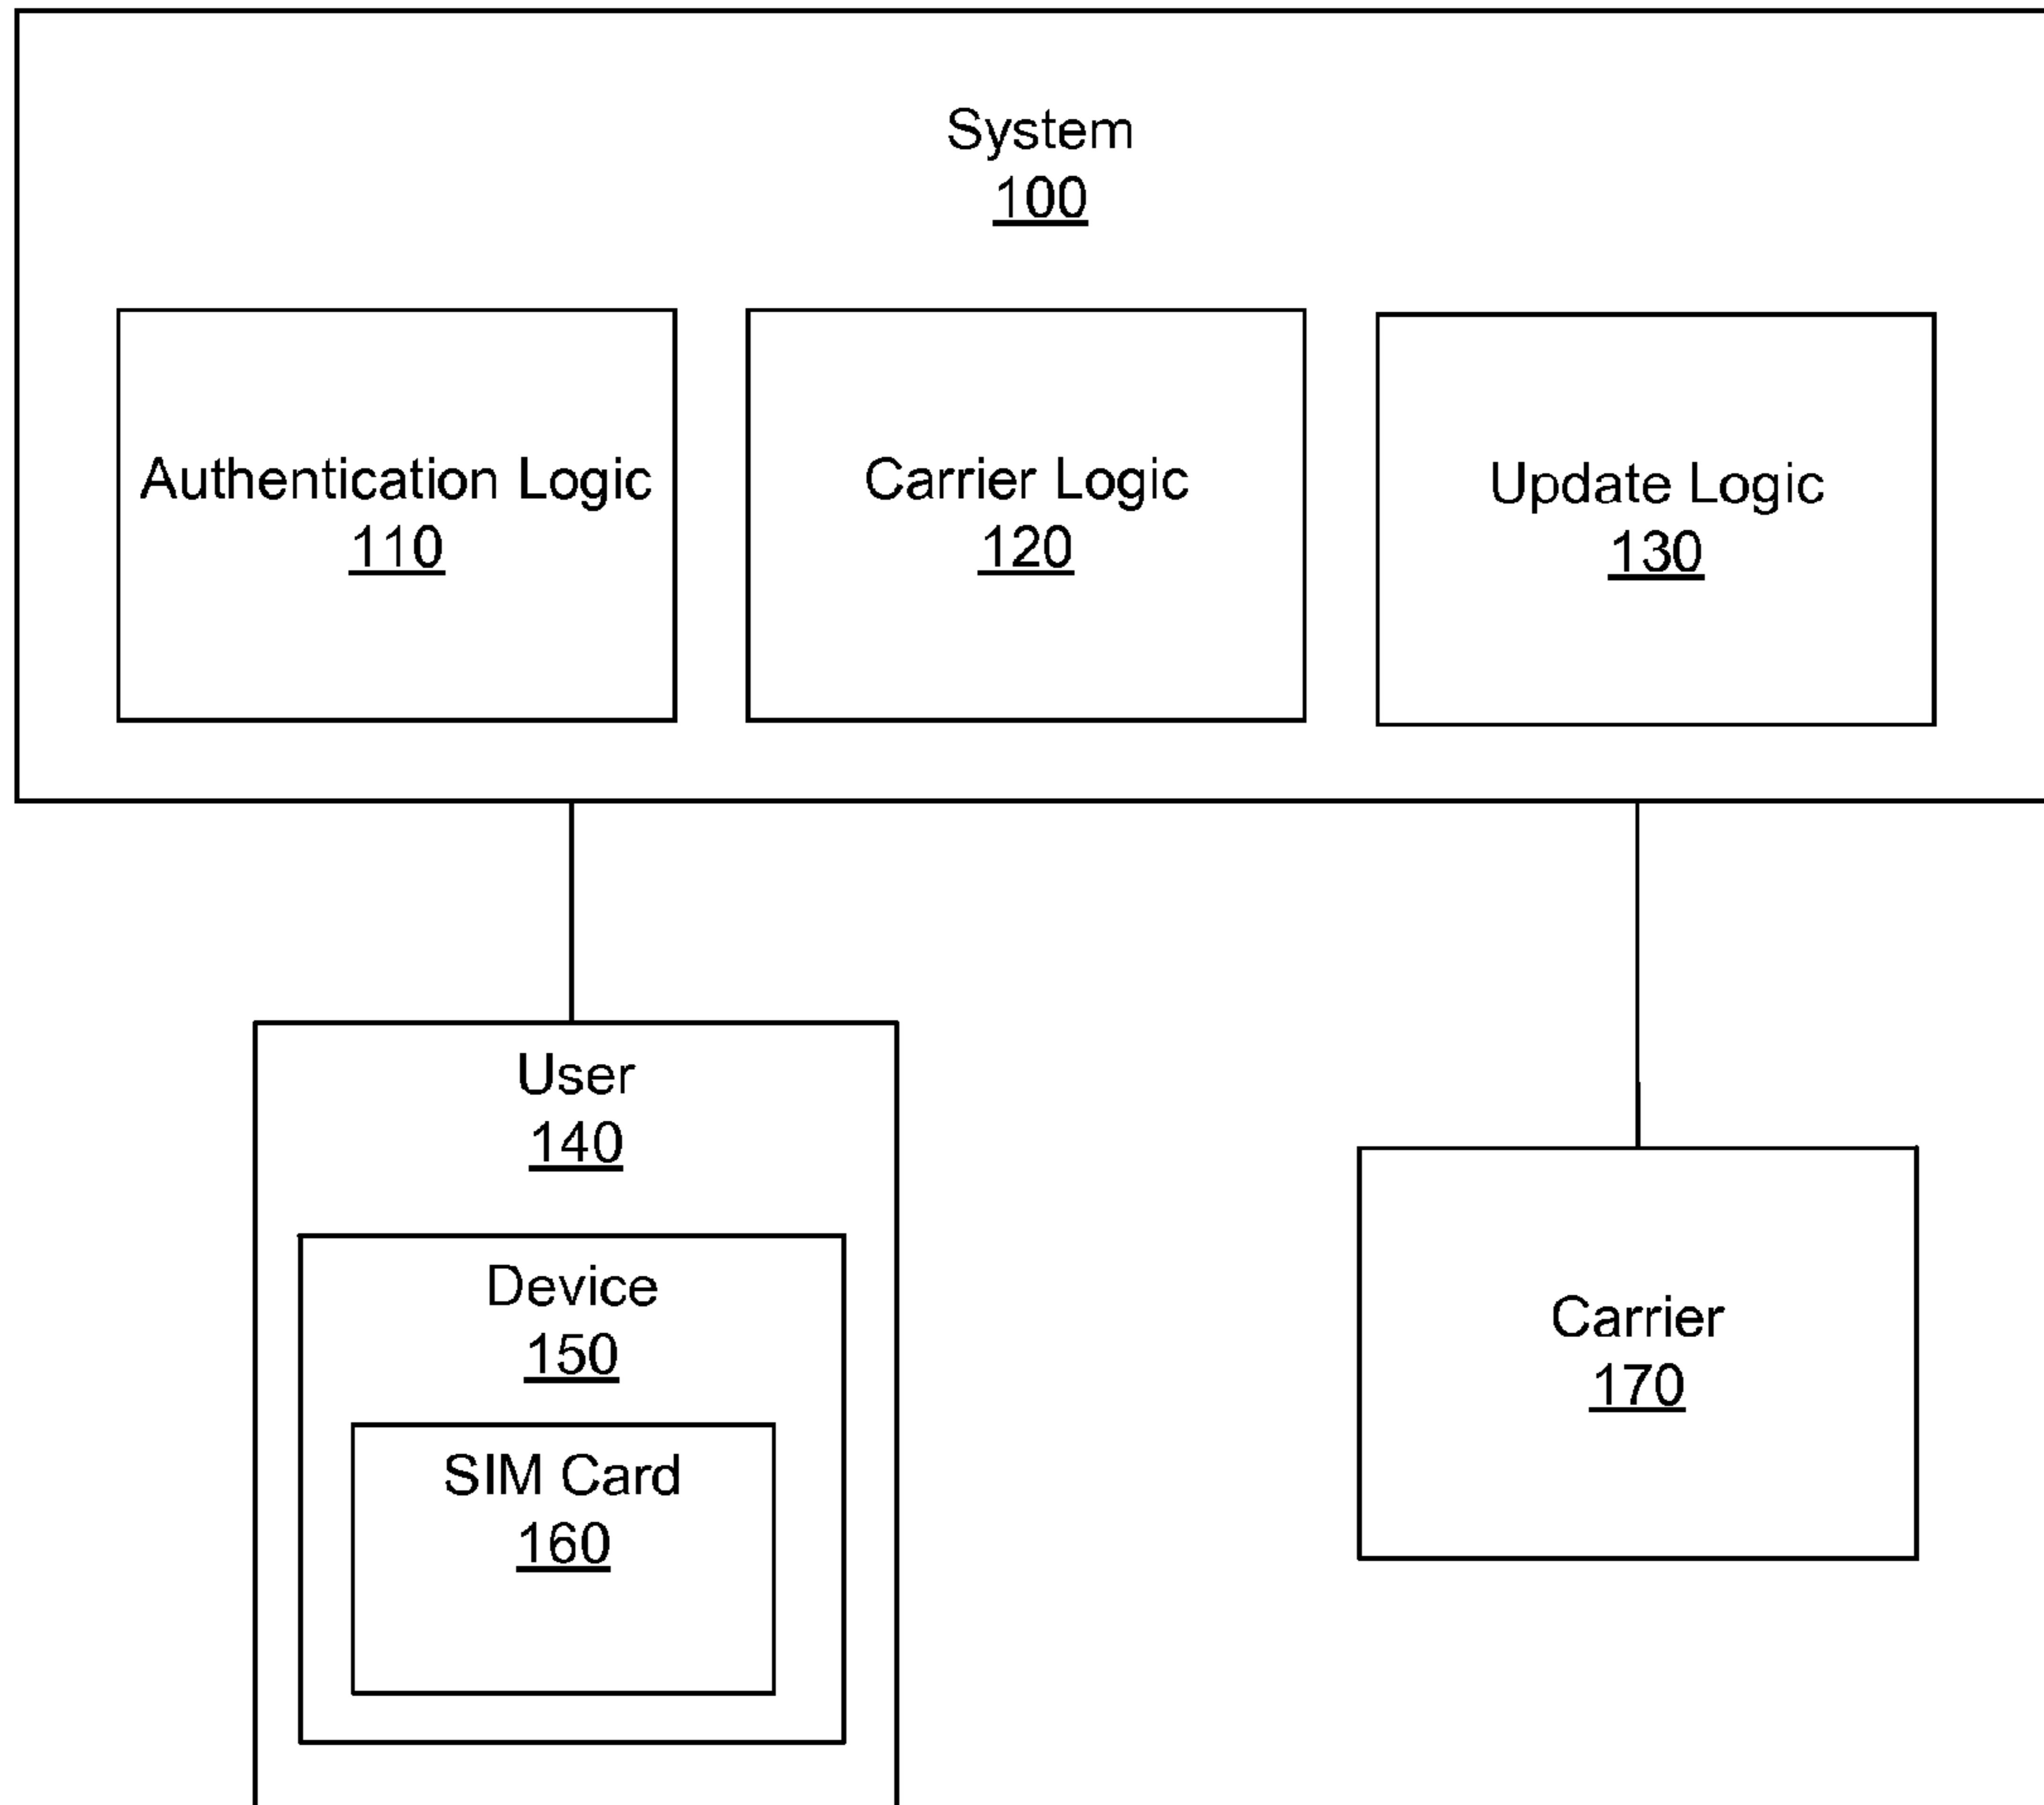 System
100
Authentication Logic
110
Carrier Logic
120
Update Logic
130
User
140
Device
150
SIM Card
160
Carrier
170